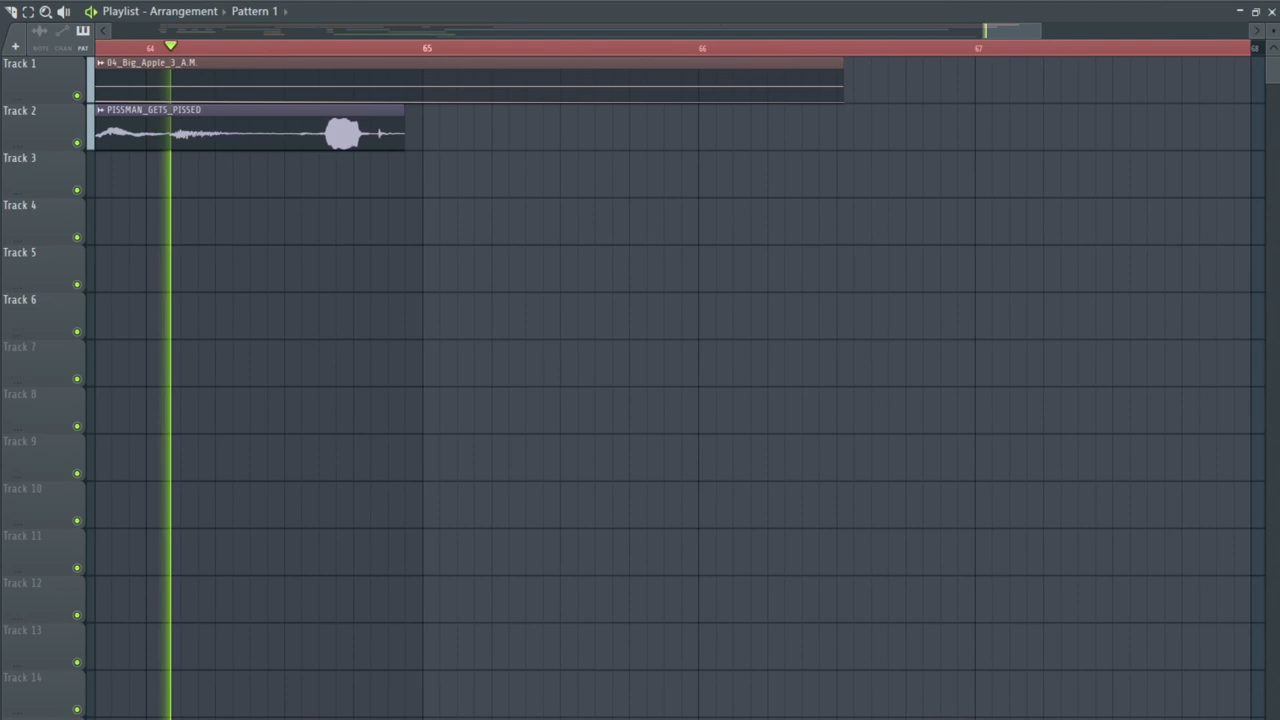 Playlist - Arrangement › Pattern 1 ›
NOTE CHAN PAT
64 65 66 67 68
Track 1
04_Big_Apple_3_A.M.
Track 2
PISSMAN_GETS_PISSED
Track 3
Track 4
Track 5
Track 6
Track 7
Track 8
Track 9
Track 10
Track 11
Track 12
Track 13
Track 14